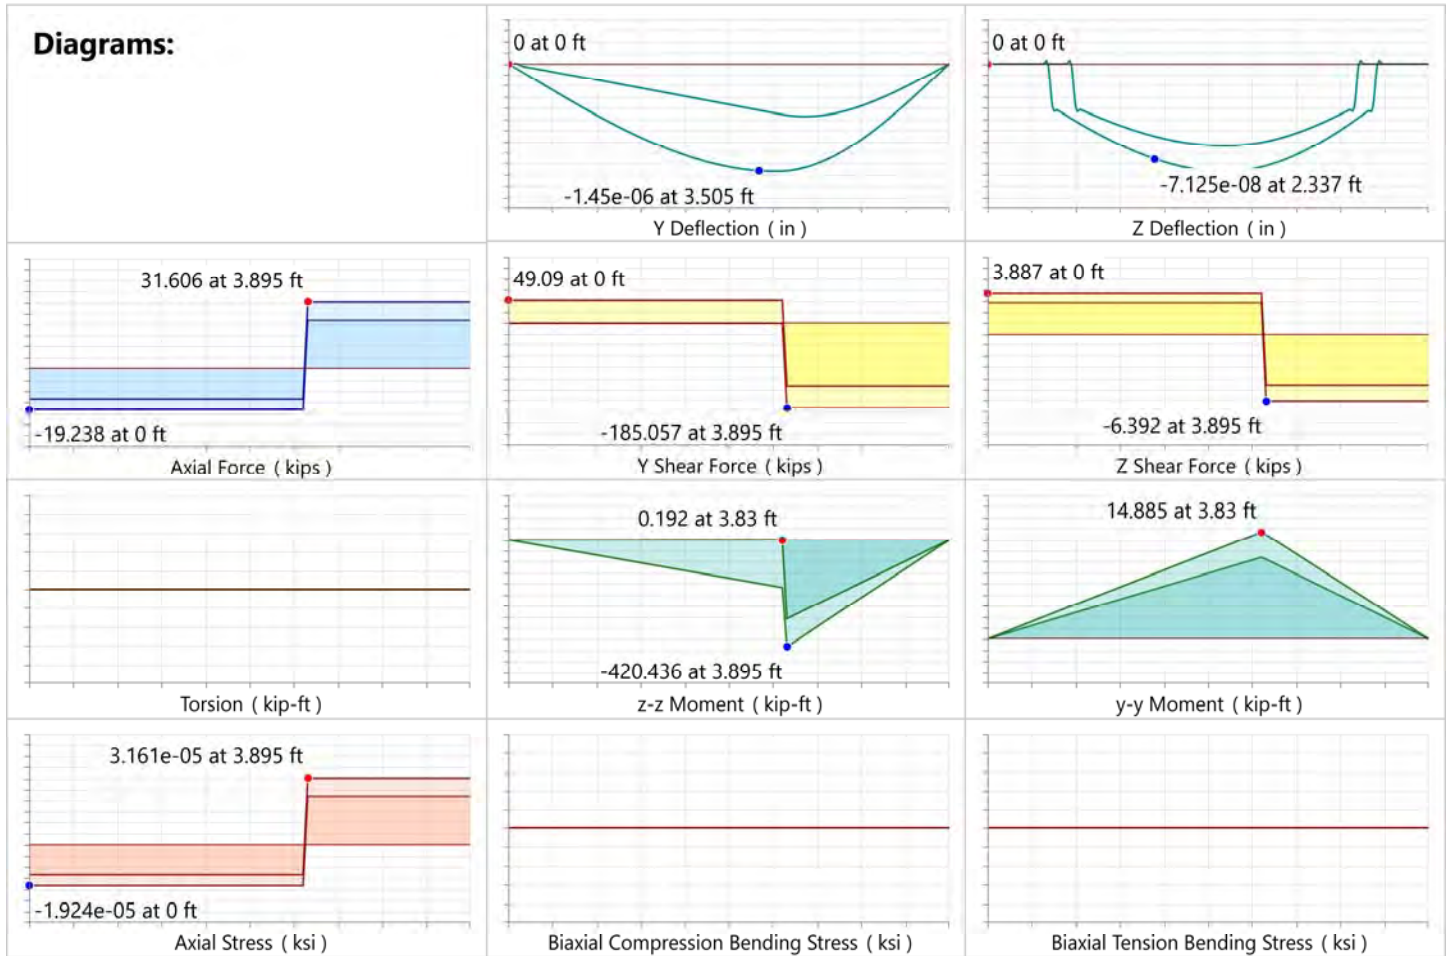 Diagrams:
0 at 0 ft
-1.45e-06 at 3.505 ft
Y Deflection ( in )
0 at 0 ft
-7.125e-08 at 2.337 ft
Z Deflection ( in )
31.606 at 3.895 ft
-19.238 at 0 ft
Axial Force ( kips )
49.09 at 0 ft
-185.057 at 3.895 ft
Y Shear Force ( kips )
3.887 at 0 ft
-6.392 at 3.895 ft
Z Shear Force ( kips )
Torsion ( kip-ft )
0.192 at 3.83 ft
-420.436 at 3.895 ft
z-z Moment ( kip-ft )
14.885 at 3.83 ft
y-y Moment ( kip-ft )
3.161e-05 at 3.895 ft
-1.924e-05 at 0 ft
Axial Stress ( ksi )
Biaxial Compression Bending Stress ( ksi )
Biaxial Tension Bending Stress ( ksi )